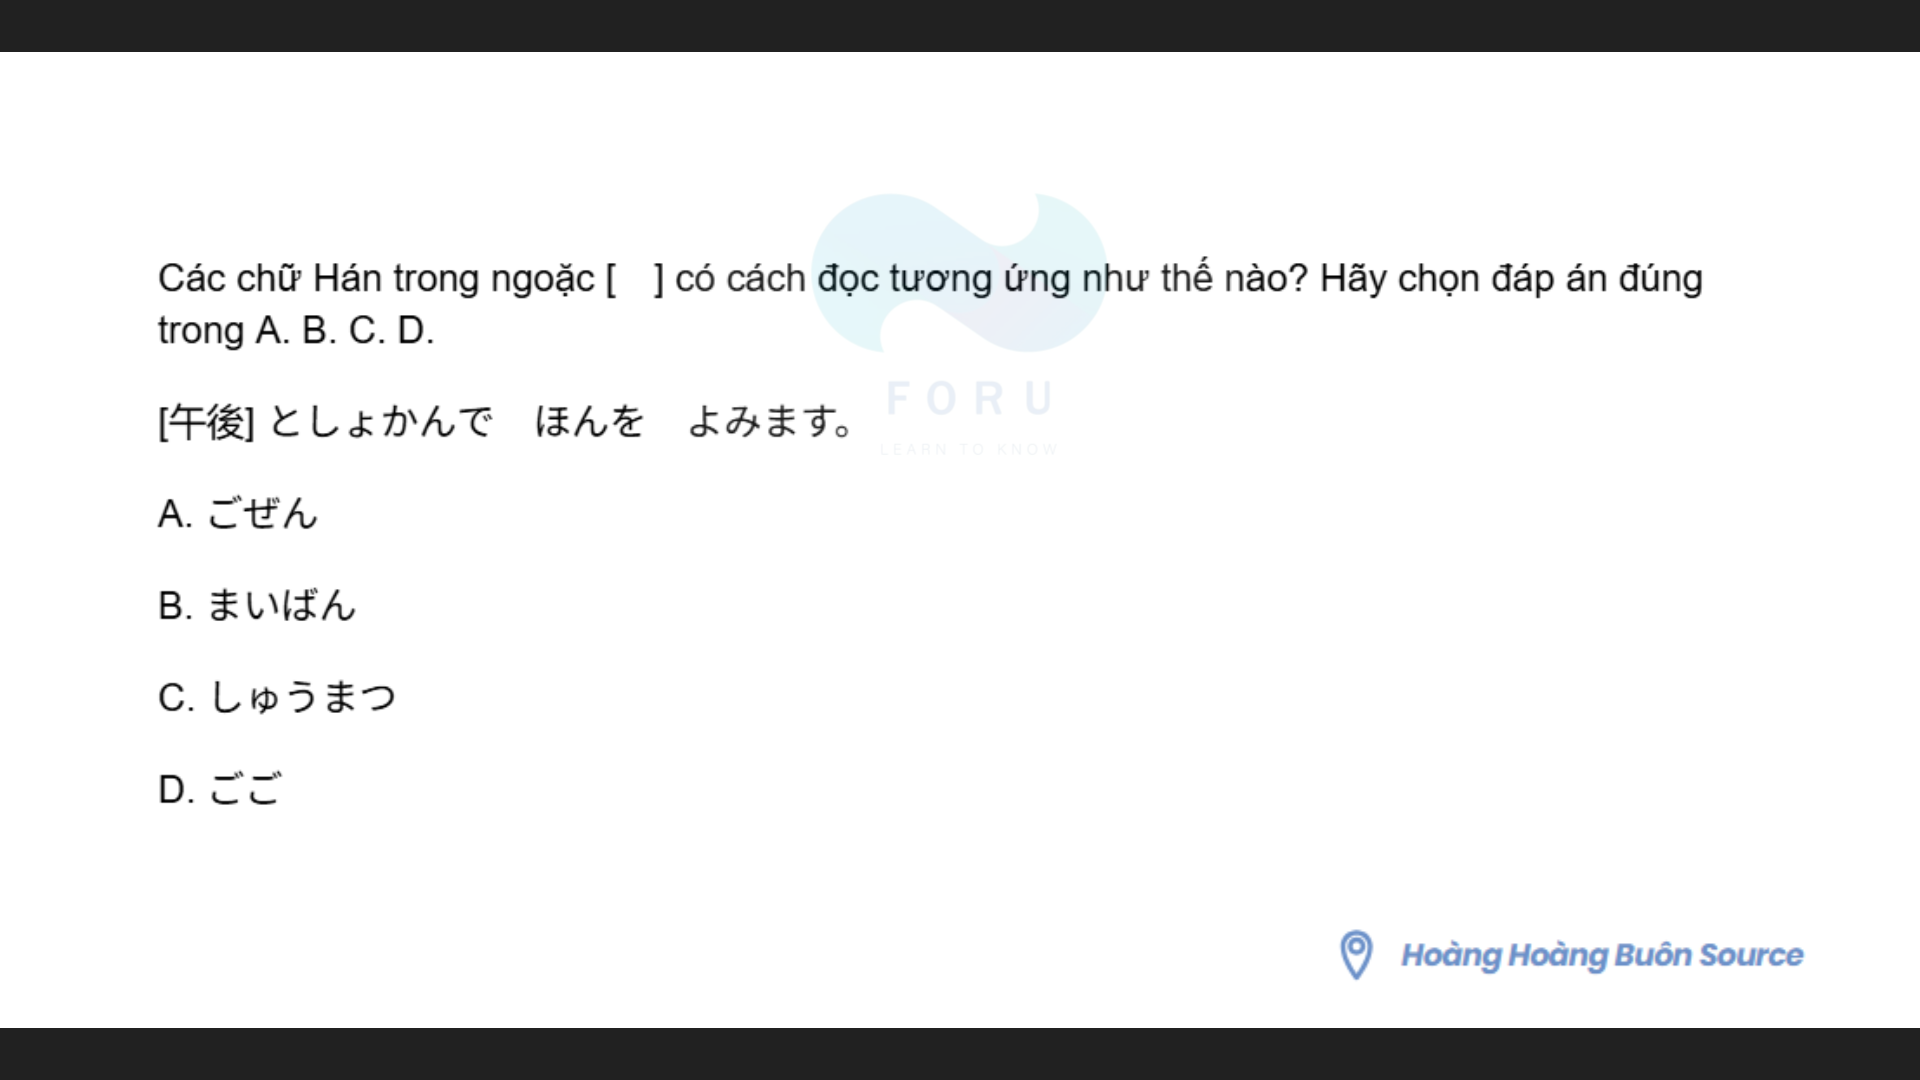 Các chữ Hán trong ngoặc [　] có cách đọc tương ứng như thế nào? Hãy chọn đáp án đúng
trong A. B. C. D.
[午後] としょかんで　ほんを　よみます。
FORU
LEARN TO KNOW
A. ごぜん
B. まいばん
C. しゅうまつ
D. ごご
Hoàng Hoàng Buôn Source